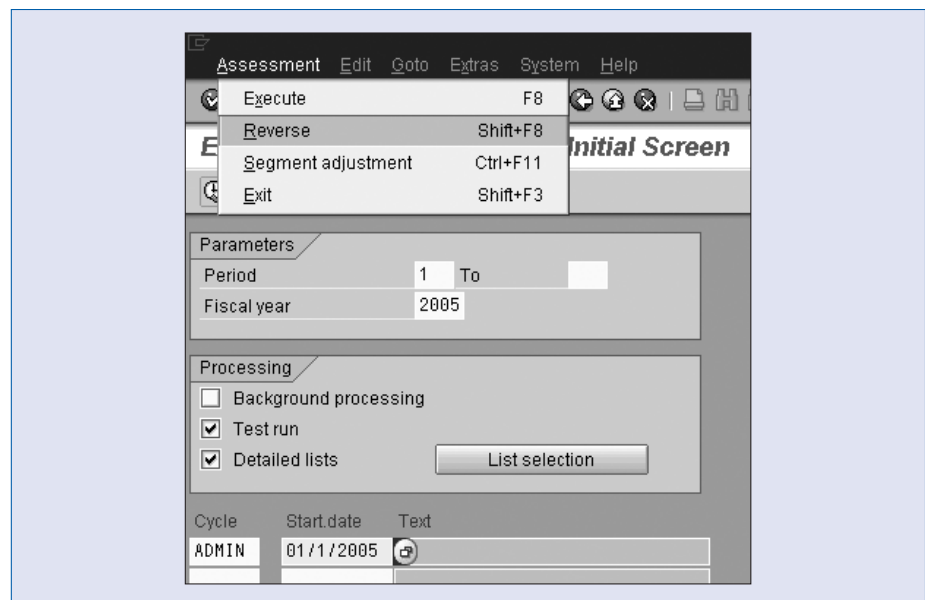 Assessment Edit Goto Extras System Help
Execute F8
Reverse Shift+F8
E Initial Screen
Segment adjustment Ctrl+F11
Exit Shift+F3
Parameters
Period 1 To
Fiscal year 2005
Processing
Background processing
Test run
Detailed lists List selection
Cycle Start.date Text
ADMIN 01/1/2005